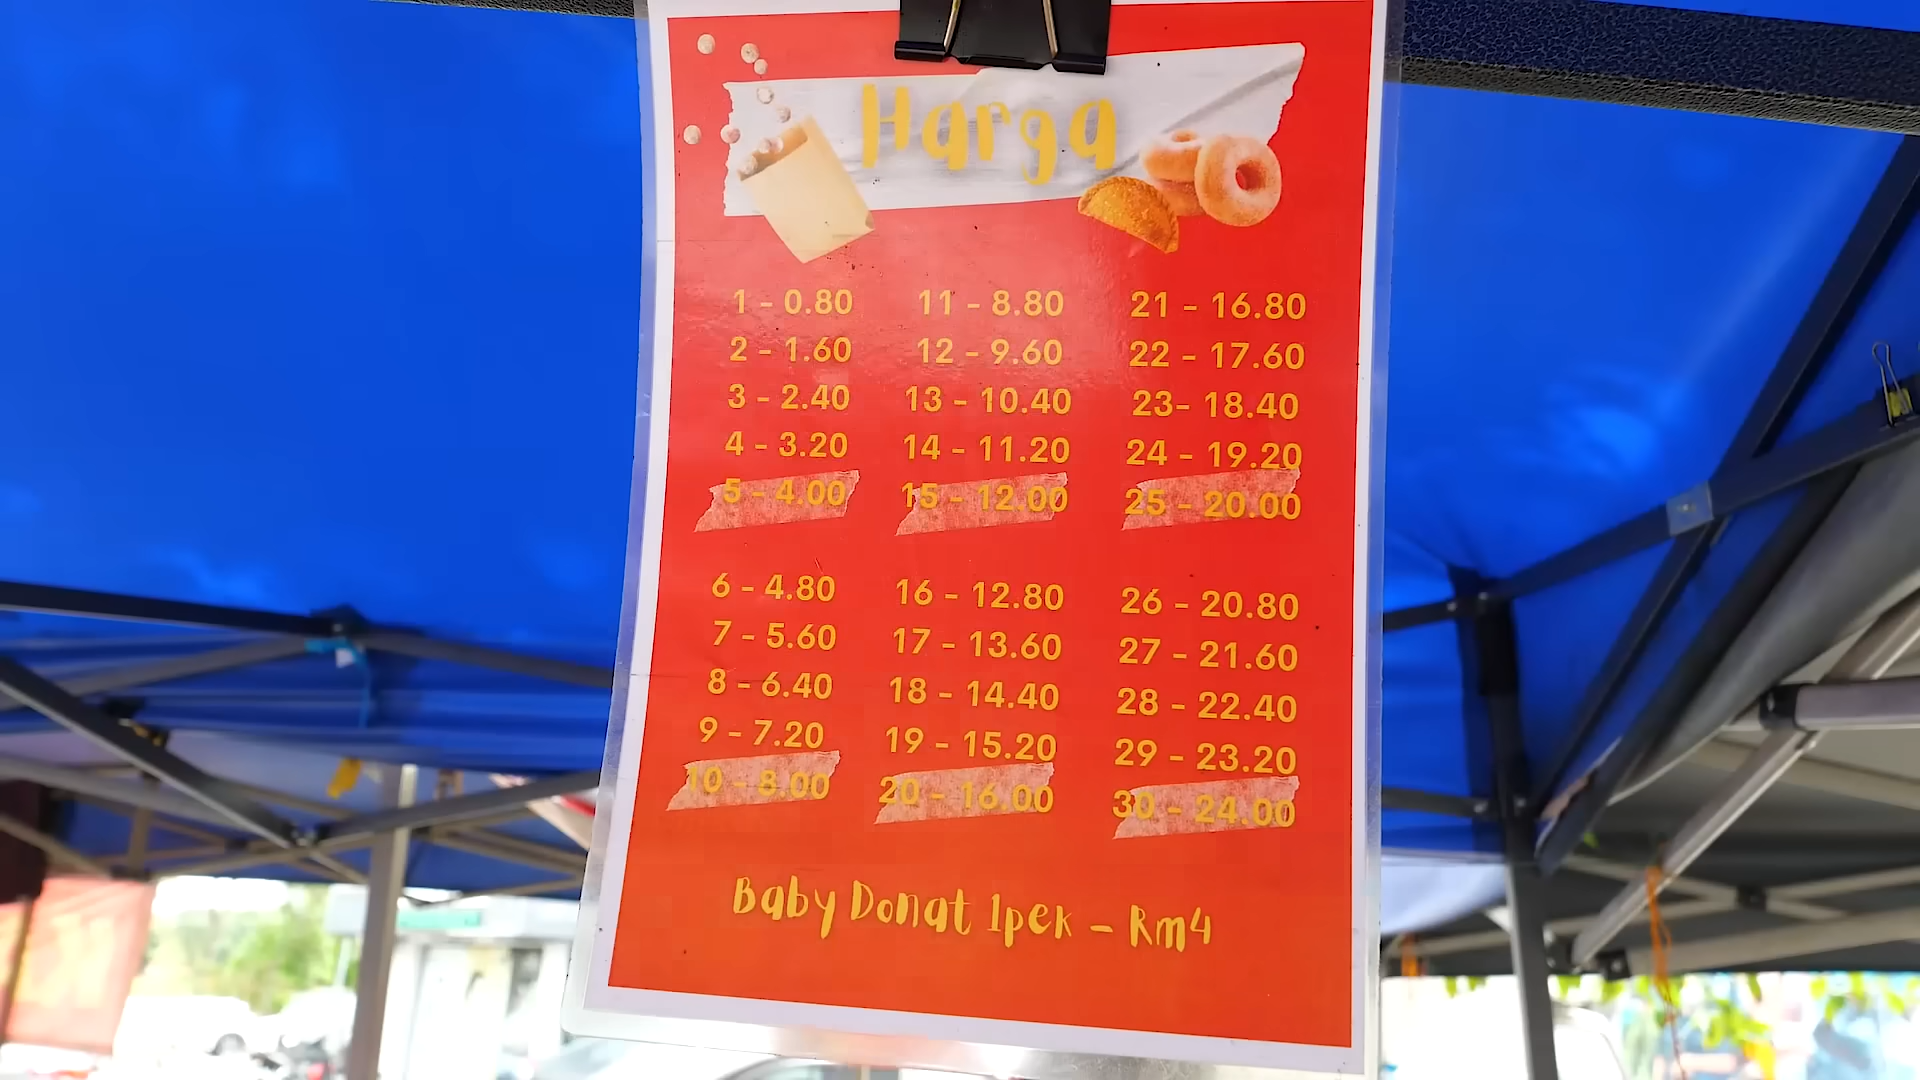 Harga
1 - 0.80
2 - 1.60
3 - 2.40
4 - 3.20
5 - 4.00
6 - 4.80
7 - 5.60
8 - 6.40
9 - 7.20
10 - 8.00
11 - 8.80
12 - 9.60
13 - 10.40
14 - 11.20
15 - 12.00
16 - 12.80
17 - 13.60
18 - 14.40
19 - 15.20
20 - 16.00
21 - 16.80
22 - 17.60
23- 18.40
24 - 19.20
25 - 20.00
26 - 20.80
27 - 21.60
28 - 22.40
29 - 23.20
30 - 24.00
Baby Donat 1pek - Rm4